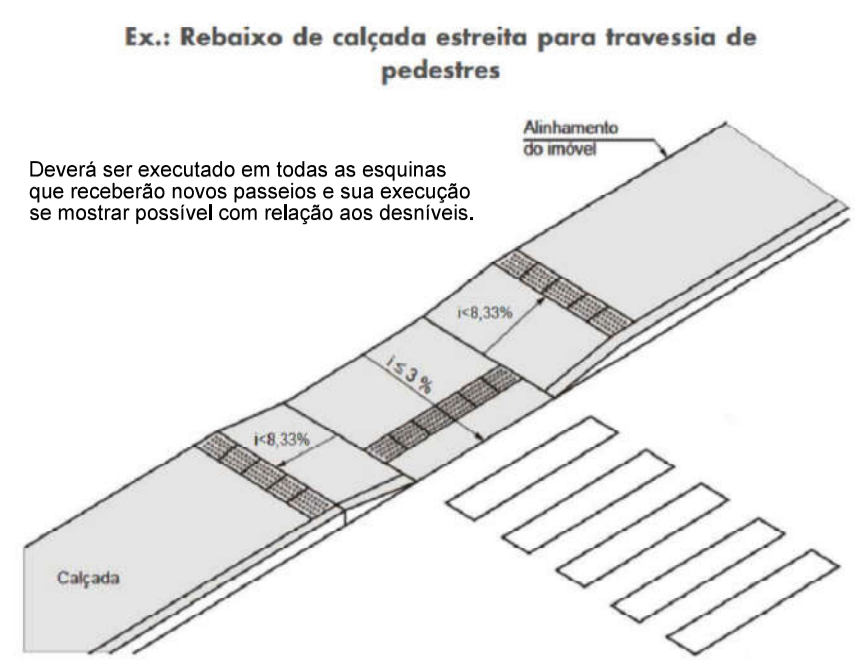 Ex.: Rebaixo de calçada estreita para travessia de
pedestres
Alinhamento
do imóvel
Deverá ser executado em todas as esquinas
que receberão novos passeios e sua execução
se mostrar possível com relação aos desníveis.
i<8,33%
i ≤ 3 %
i<8,33%
Calçada